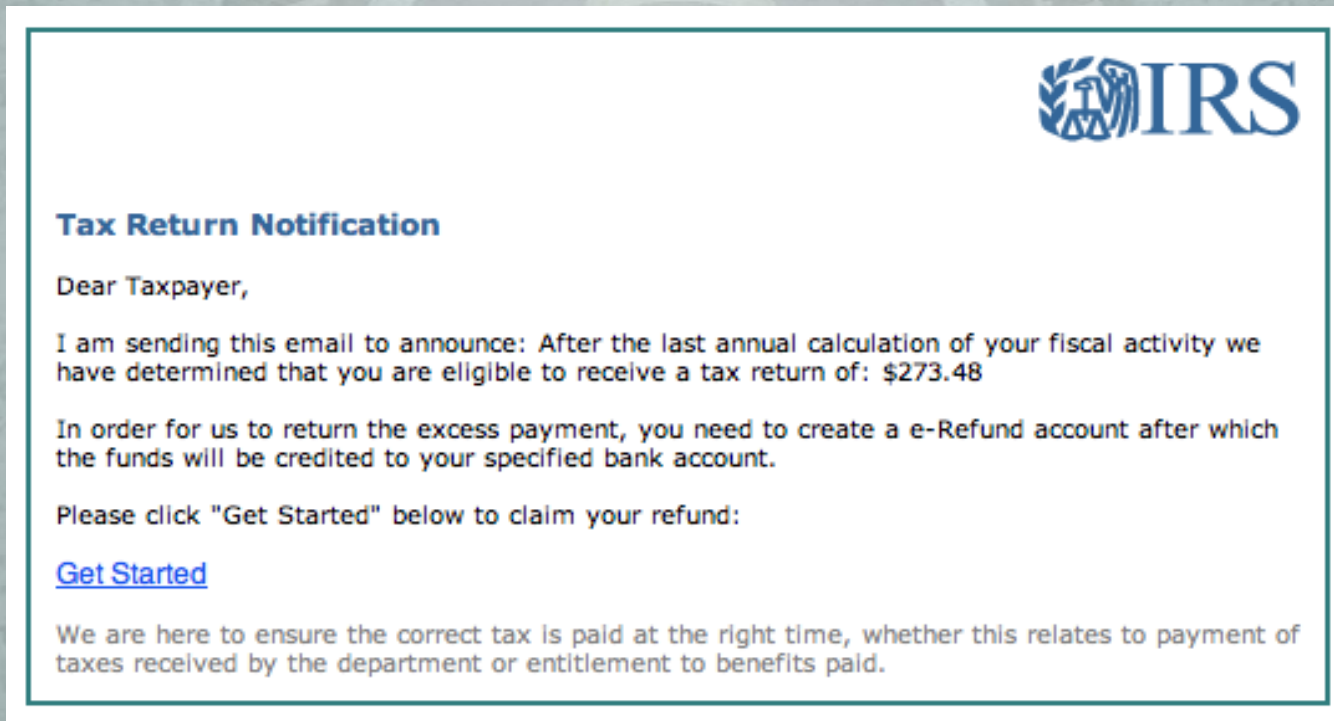 IRS
Tax Return Notification
Dear Taxpayer,
I am sending this email to announce: After the last annual calculation of your fiscal activity we
have determined that you are eligible to receive a tax return of: $273.48
In order for us to return the excess payment, you need to create a e-Refund account after which
the funds will be credited to your specified bank account.
Please click "Get Started" below to claim your refund:
Get Started
We are here to ensure the correct tax is paid at the right time, whether this relates to payment of
taxes received by the department or entitlement to benefits paid.